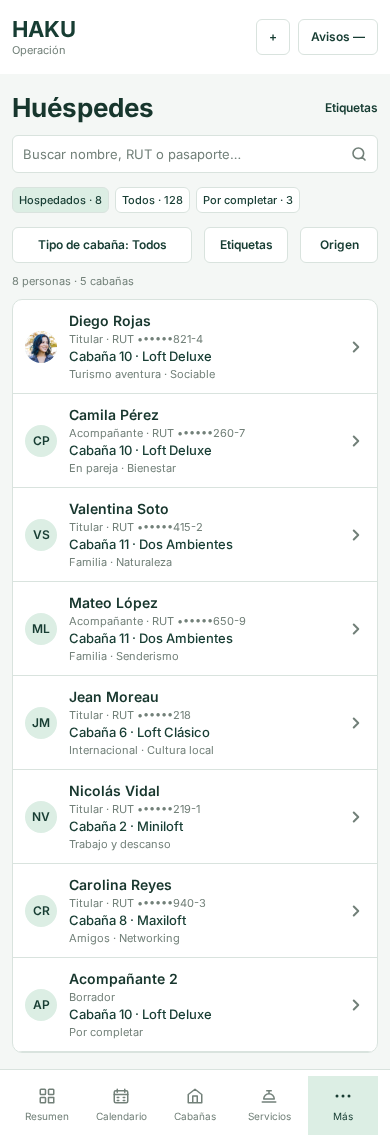 HAKU
Operación
+
Avisos —
Huéspedes
Etiquetas
Buscar nombre, RUT o pasaporte...
Hospedados · 8
Todos · 128
Por completar · 3
Tipo de cabaña: Todos
Etiquetas
Origen
8 personas · 5 cabañas
Diego Rojas
Titular · RUT ••••••821-4
Cabaña 10 · Loft Deluxe
Turismo aventura · Sociable
CP
Camila Pérez
Acompañante · RUT ••••••260-7
Cabaña 10 · Loft Deluxe
En pareja · Bienestar
VS
Valentina Soto
Titular · RUT ••••••415-2
Cabaña 11 · Dos Ambientes
Familia · Naturaleza
ML
Mateo López
Acompañante · RUT ••••••650-9
Cabaña 11 · Dos Ambientes
Familia · Senderismo
JM
Jean Moreau
Titular · RUT ••••••218
Cabaña 6 · Loft Clásico
Internacional · Cultura local
NV
Nicolás Vidal
Titular · RUT ••••••219-1
Cabaña 2 · Miniloft
Trabajo y descanso
CR
Carolina Reyes
Titular · RUT ••••••940-3
Cabaña 8 · Maxiloft
Amigos · Networking
AP
Acompañante 2
Borrador
Cabaña 10 · Loft Deluxe
Por completar
Resumen
Calendario
Cabañas
Servicios
Más